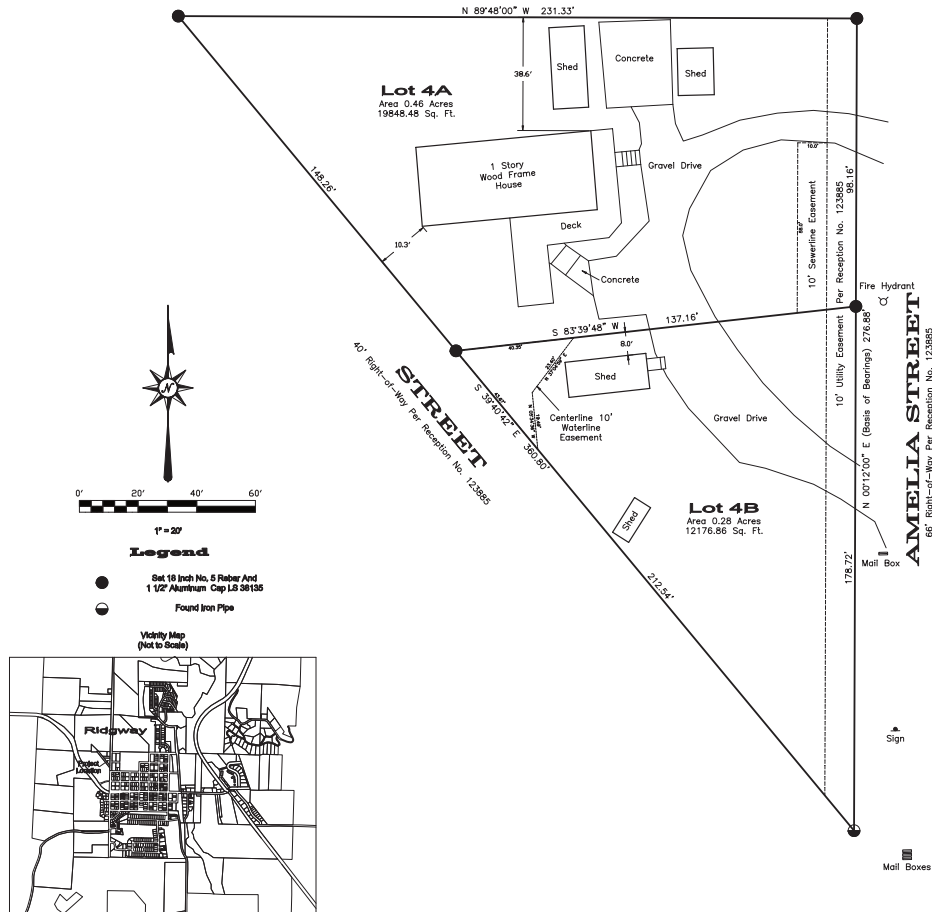 N 89°48'00" W 231.33'
Shed
Concrete
Shed
38.6'
Lot 4A
Area 0.46 Acres
19848.48 Sq. Ft.
1 Story
Wood Frame
House
Gravel Drive
10.0'
148.26'
10' Sewerline Easement
10' Utility Easement Per Reception No. 123885
98.16'
Deck
10.3'
Concrete
Fire Hydrant
S 83°39'48" W 137.16'
40.35'
8.0'
Shed
STREET
40' Right-of-Way Per Reception No. 123885
S 39°40'42" E 360.80'
Centerline 10'
Waterline
Easement
Gravel Drive
N 00°12'00" E (Basis of Bearings) 276.88'
AMELIA STREET
66' Right-of-Way Per Reception No. 123885
N
0' 20' 40' 60'
1" = 20'
Lot 4B
Area 0.28 Acres
12176.86 Sq. Ft.
Shed
Mail Box
178.72'
212.54'
Legend
Set 18 Inch No. 5 Rebar And
1 1/2" Aluminum Cap LS 38135
Found Iron Pipe
Vicinity Map
(Not to Scale)
Ridgway
Project
Location
Sign
Mail Boxes